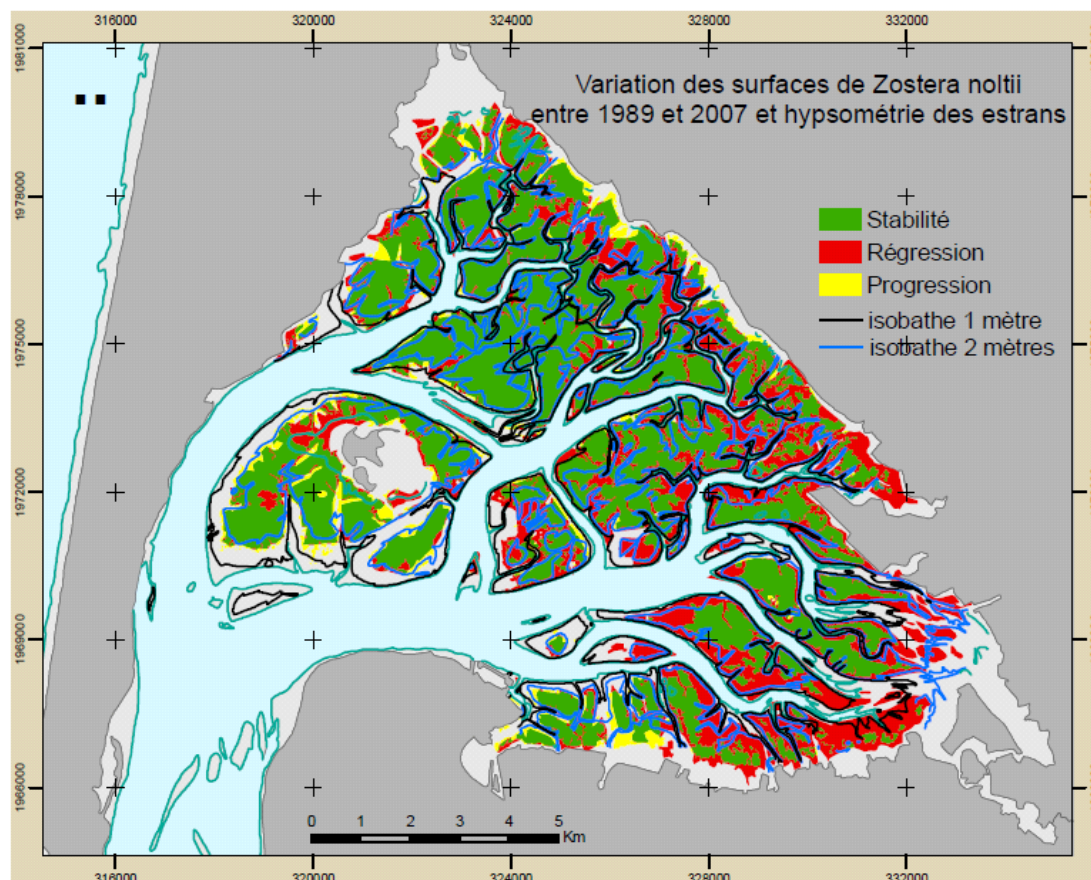 316000 320000 324000 328000 332000
1981000
Variation des surfaces de Zostera noltii
entre 1989 et 2007 et hypsométrie des estrans
1978000
Stabilité
Régression
Progression
isobathe 1 mètre
isobathe 2 mètres
1975000
1972000
1969000
1966000
0 1 2 3 4 5
Km
316000 320000 324000 328000 332000